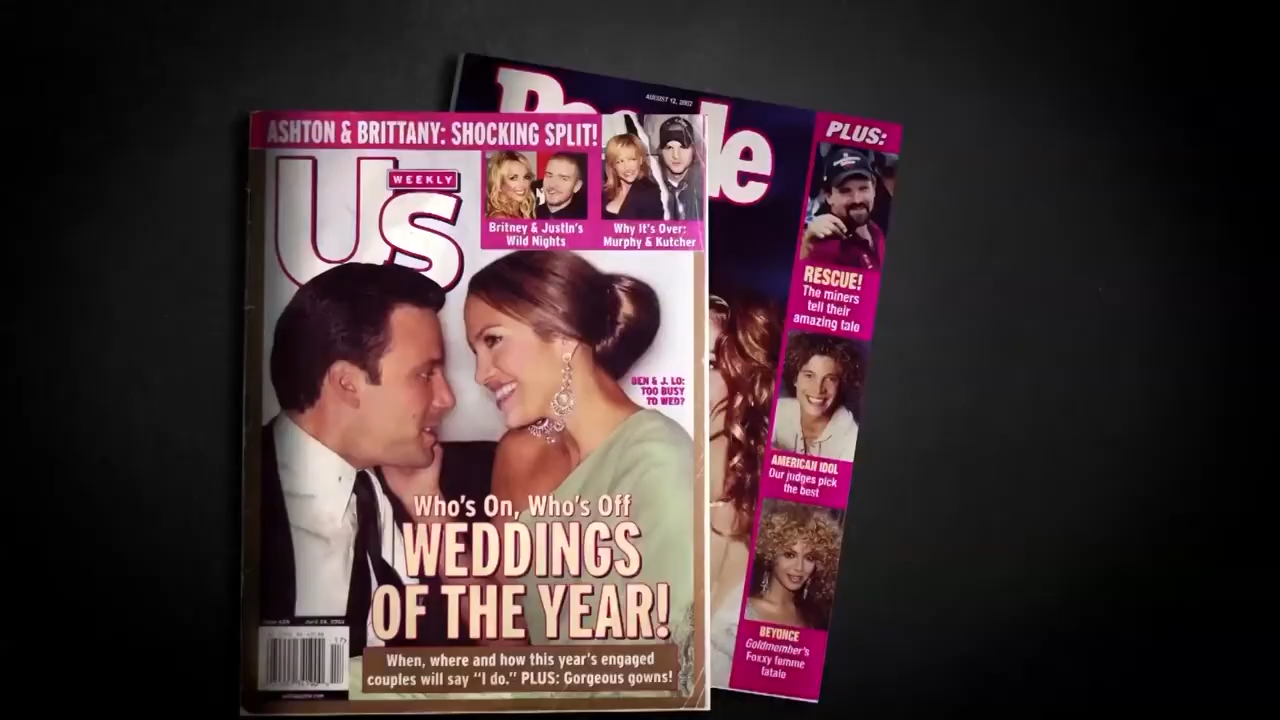 ASHTON & BRITTANY: SHOCKING SPLIT!
Us
WEEKLY
Britney & Justin's
Wild Nights
Why It's Over:
Murphy & Kutcher
BEN & J. LO:
TOO BUSY
TO WED?
Who's On, Who's Off
WEDDINGS
OF THE YEAR!
When, where and how this year's engaged
couples will say "I do." PLUS: Gorgeous gowns!
AUGUST 12, 2002
PLUS:
RESCUE!
The miners
tell their
amazing tale
AMERICAN IDOL
Our judges pick
the best
BEYONCE
Goldmember's
Foxxy femme
fatale